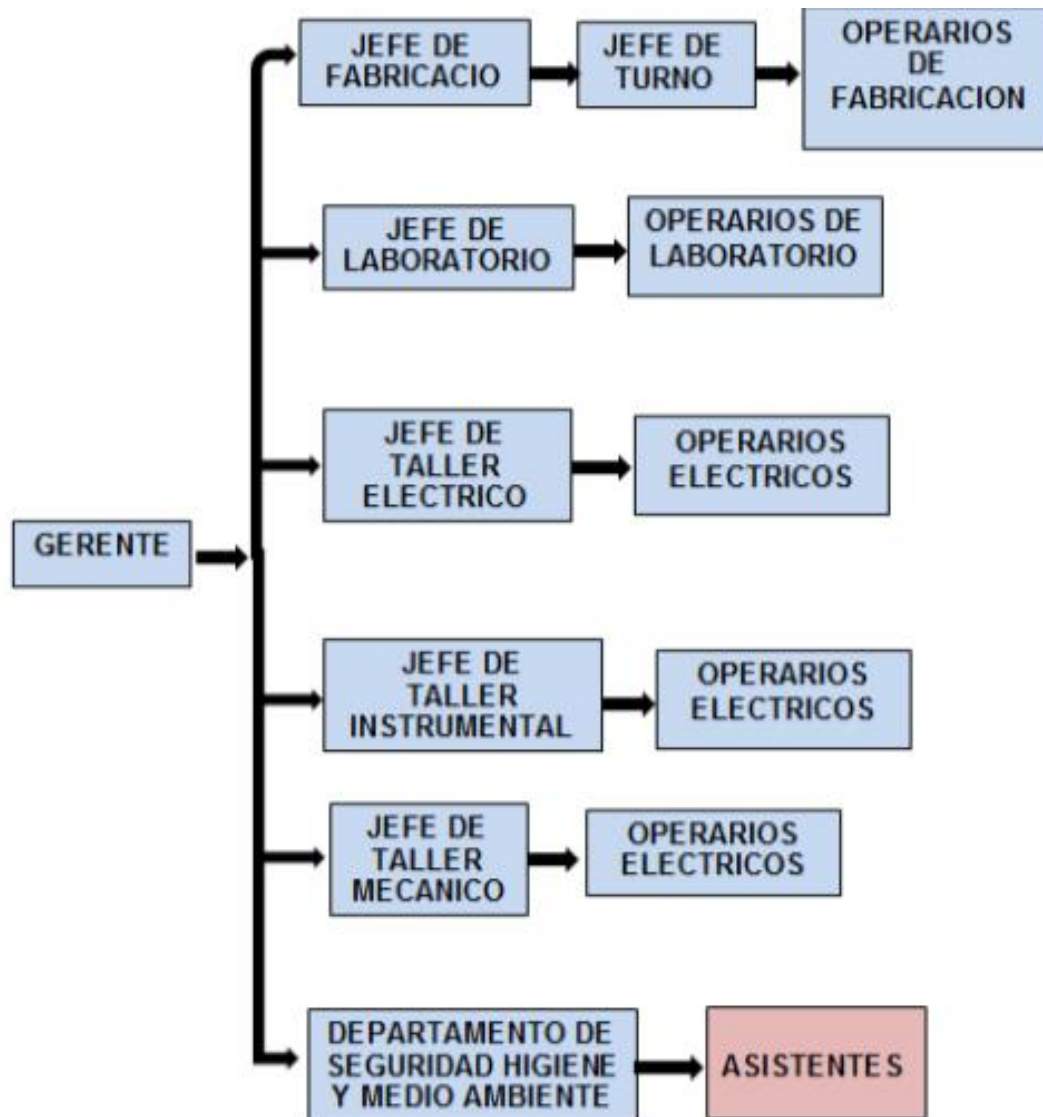 JEFE DE
FABRICACIO
JEFE DE
TURNO
OPERARIOS
DE
FABRICACION
JEFE DE
LABORATORIO
OPERARIOS DE
LABORATORIO
JEFE DE
TALLER
ELECTRICO
OPERARIOS
ELECTRICOS
GERENTE
JEFE DE
TALLER
INSTRUMENTAL
OPERARIOS
ELECTRICOS
JEFE DE
TALLER
MECANICO
OPERARIOS
ELECTRICOS
DEPARTAMENTO DE
SEGURIDAD HIGIENE
Y MEDIO AMBIENTE
ASISTENTES